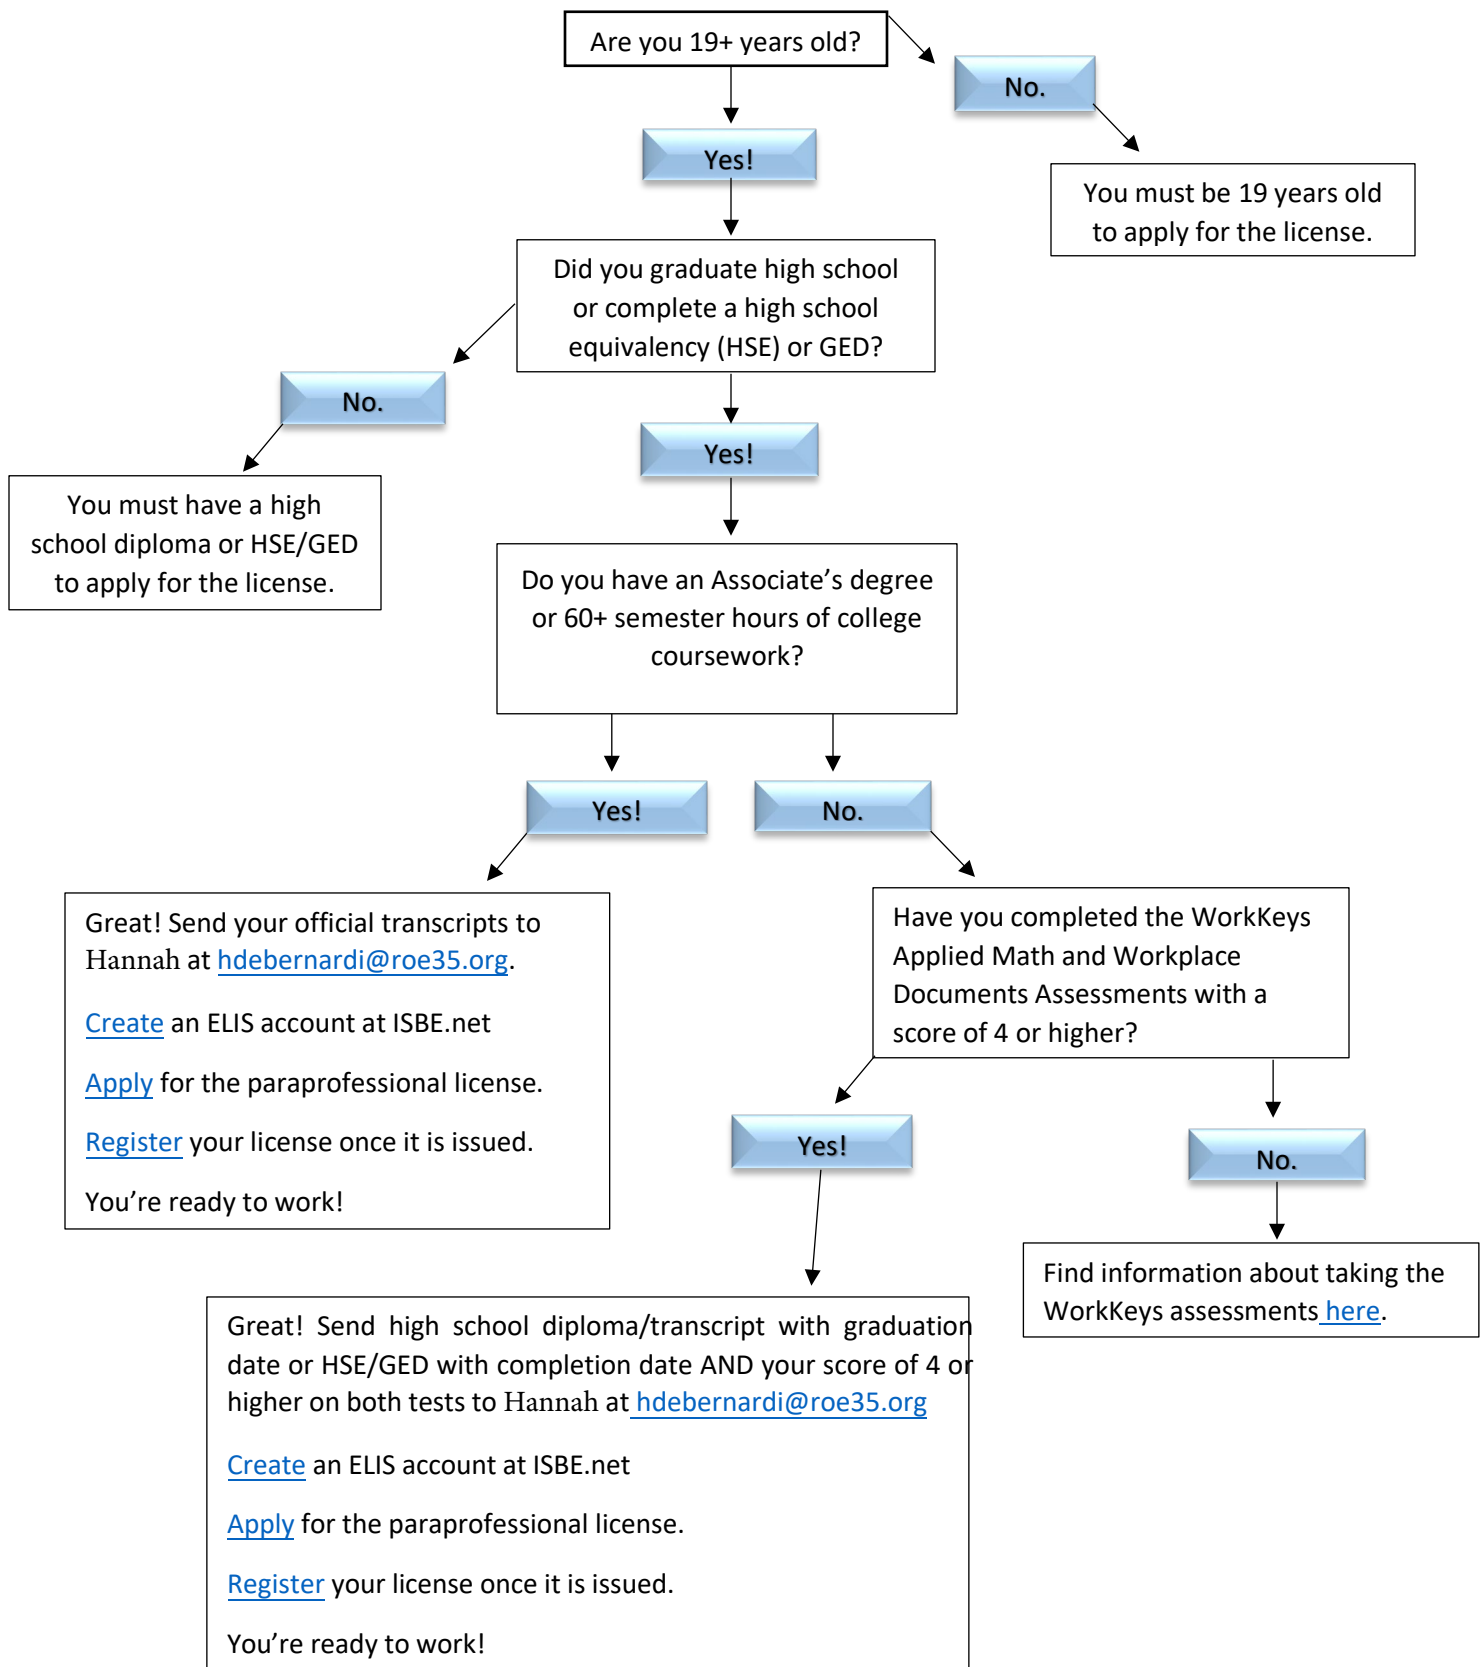 Are you 19+ years old?
No.
Yes!
You must be 19 years old
to apply for the license.
Did you graduate high school
or complete a high school
equivalency (HSE) or GED?
No.
Yes!
You must have a high
school diploma or HSE/GED
to apply for the license.
Do you have an Associate’s degree
or 60+ semester hours of college
coursework?
Yes!
No.
Great! Send your official transcripts to
Hannah at hdebernardi@roe35.org.
Create an ELIS account at ISBE.net
Apply for the paraprofessional license.
Register your license once it is issued.
You’re ready to work!
Have you completed the WorkKeys
Applied Math and Workplace
Documents Assessments with a
score of 4 or higher?
Yes!
No.
Find information about taking the
WorkKeys assessments here.
Great! Send high school diploma/transcript with graduation
date or HSE/GED with completion date AND your score of 4 or
higher on both tests to Hannah at hdebernardi@roe35.org
Create an ELIS account at ISBE.net
Apply for the paraprofessional license.
Register your license once it is issued.
You’re ready to work!